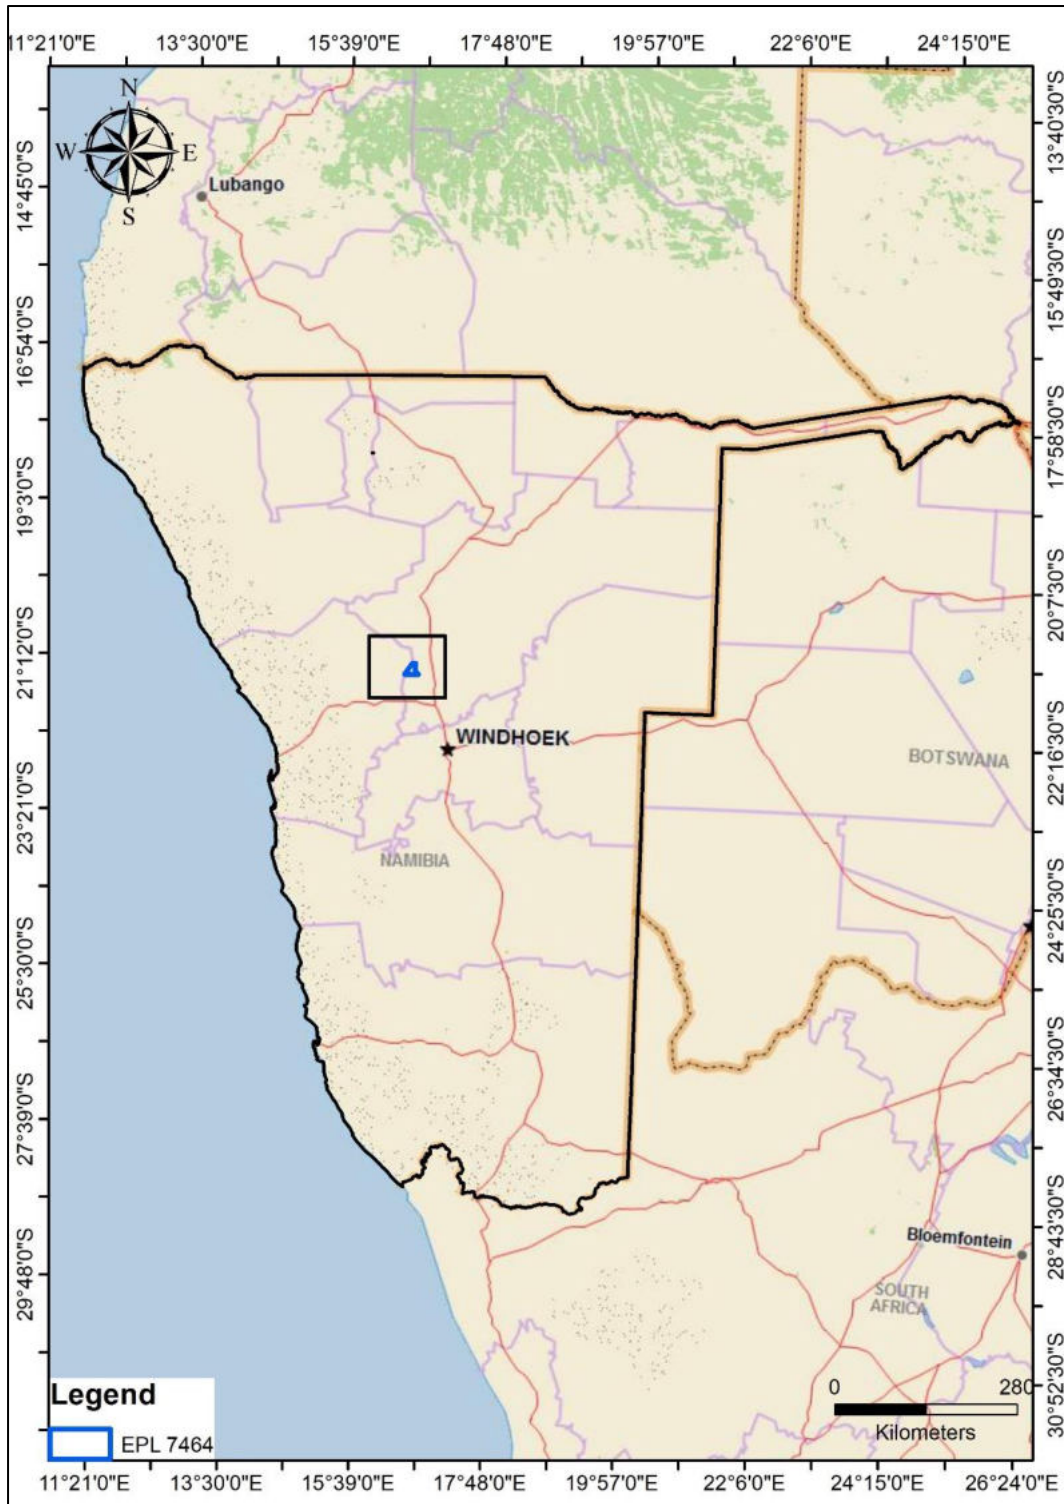 11°21'0"E 13°30'0"E 15°39'0"E 17°48'0"E 19°57'0"E 22°6'0"E 24°15'0"E
N
W E
S
Lubango
14°45'0"S
16°54'0"S
19°3'0"S
21°12'0"S
23°21'0"S
25°30'0"S
27°39'0"S
29°48'0"S
13°40'30"S
15°49'30"S
17°58'30"S
20°7'30"S
22°16'30"S
24°25'30"S
26°34'30"S
28°43'30"S
30°52'30"S
WINDHOEK
BOTSWANA
NAMIBIA
Bloemfontein
SOUTH
AFRICA
Legend
EPL 7464
0 280
Kilometers
11°21'0"E 13°30'0"E 15°39'0"E 17°48'0"E 19°57'0"E 22°6'0"E 24°15'0"E 26°24'0"E